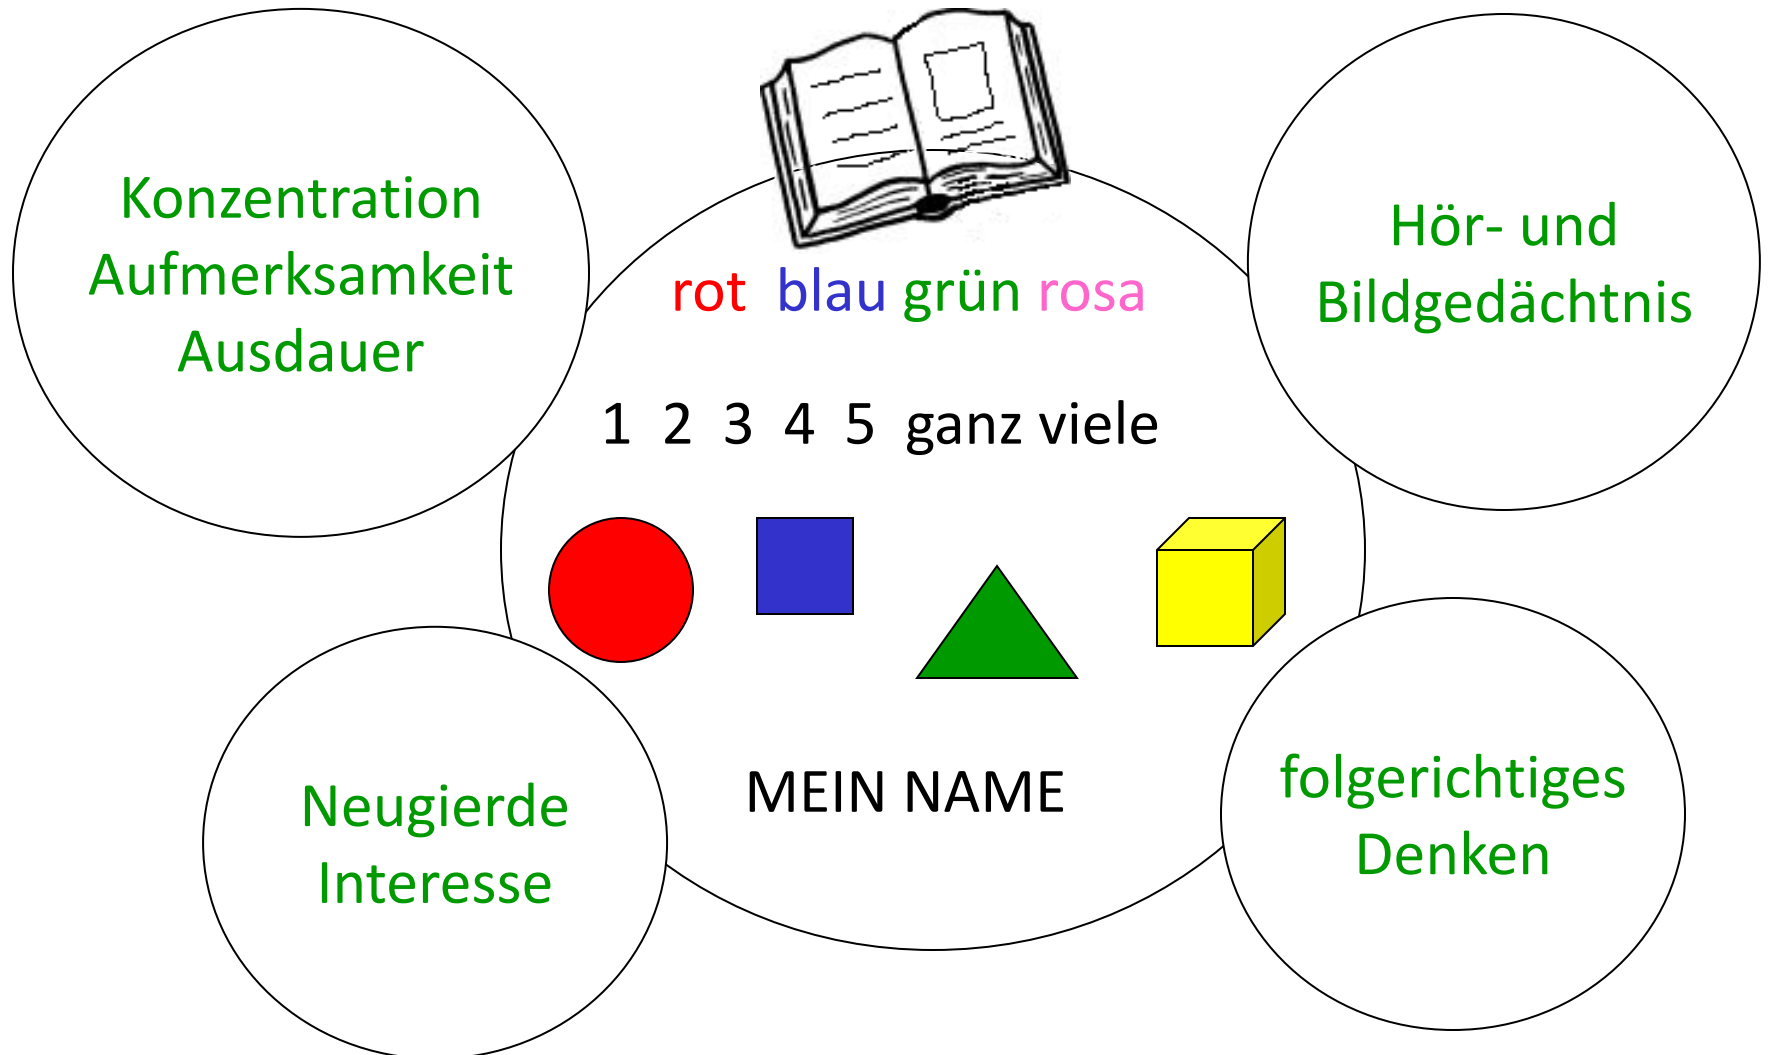 Konzentration
Aufmerksamkeit
Ausdauer
Hör- und
Bildgedächtnis
rot blau grün rosa
1 2 3 4 5 ganz viele
MEIN NAME
Neugierde
Interesse
folgerichtiges
Denken